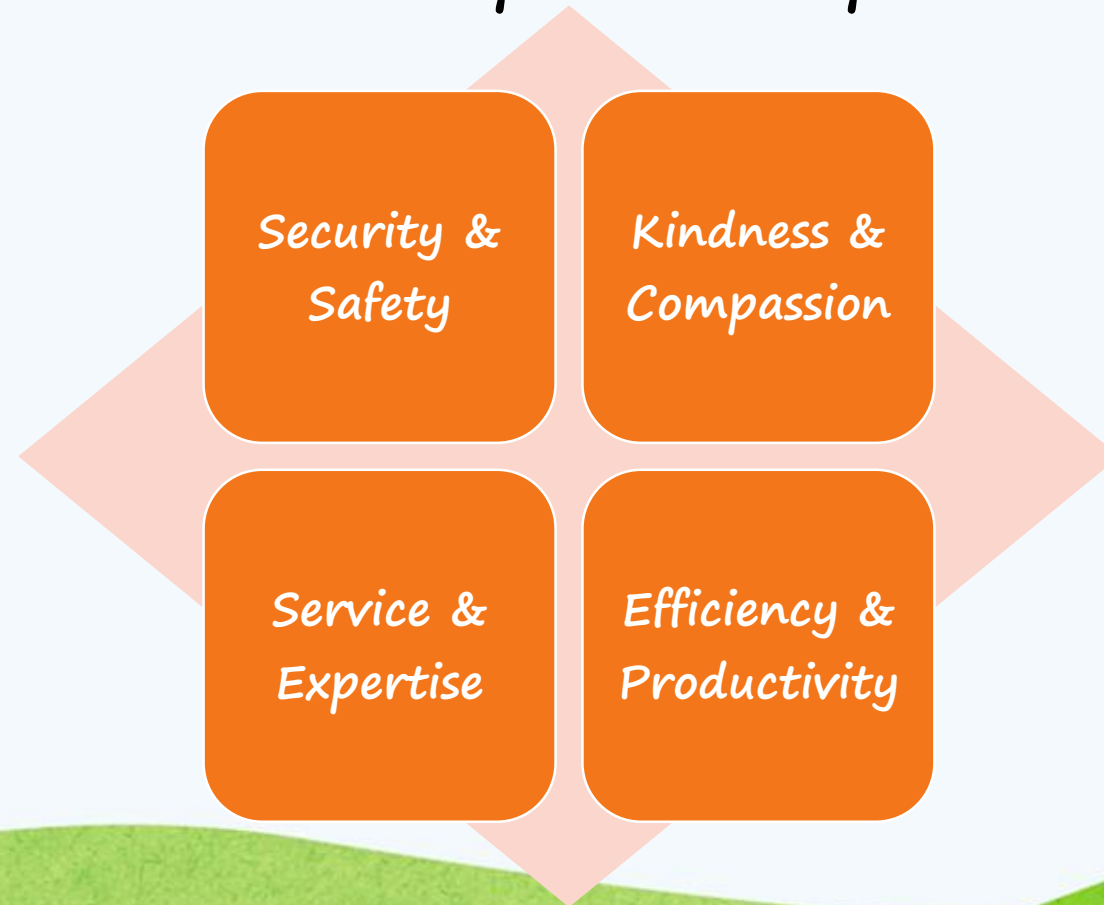 Security &
Safety
Kindness &
Compassion
Service &
Expertise
Efficiency &
Productivity